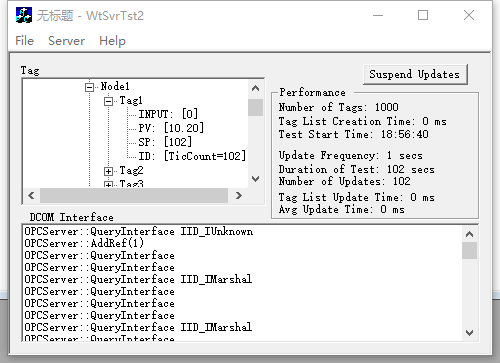 无标题 - WtSvrTst2
File Server Help
Tag
Suspend Updates
Node1
Tag1
INPUT: [0]
PV: [10.20]
SP: [102]
ID: [TicCount=102]
Tag2
Tag3
Performance
Number of Tags: 1000
Tag List Creation Time: 0 ms
Test Start Time: 18:56:40
Update Frequency: 1 secs
Duration of Test: 102 secs
Number of Updates: 102
Tag List Update Time: 0 ms
Avg Update Time: 0 ms
DCOM Interface
OPCServer::QueryInterface IID_IUnknown
OPCServer::AddRef(1)
OPCServer::QueryInterface
OPCServer::QueryInterface IID_IMarshal
OPCServer::QueryInterface
OPCServer::QueryInterface
OPCServer::QueryInterface IID_IMarshal
OPCServer::QueryInterface